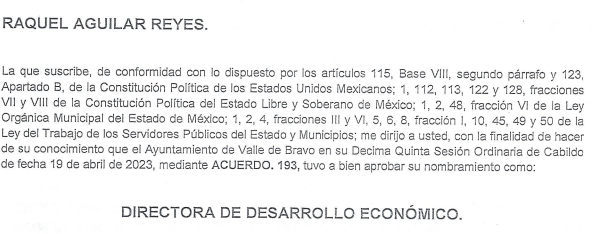 RAQUEL AGUILAR REYES.
La que suscribe, de conformidad con lo dispuesto por los artículos 115, Base VIII, segundo párrafo y 123,
Apartado B, de la Constitución Política de los Estados Unidos Mexicanos; 1, 112, 113, 122 y 128, fracciones
VII y VIII de la Constitución Política del Estado Libre y Soberano de México; 1, 2, 48, fracción VI de la Ley
Orgánica Municipal del Estado de México; 1, 2, 4, fracciones III y VI, 5, 6, 8, fracción I, 10, 45, 49 y 50 de la
Ley del Trabajo de los Servidores Públicos del Estado y Municipios; me dirijo a usted, con la finalidad de hacer
de su conocimiento que el Ayuntamiento de Valle de Bravo en su Decima Quinta Sesión Ordinaria de Cabildo
de fecha 19 de abril de 2023, mediante ACUERDO. 193, tuvo a bien aprobar su nombramiento como:
DIRECTORA DE DESARROLLO ECONÓMICO.